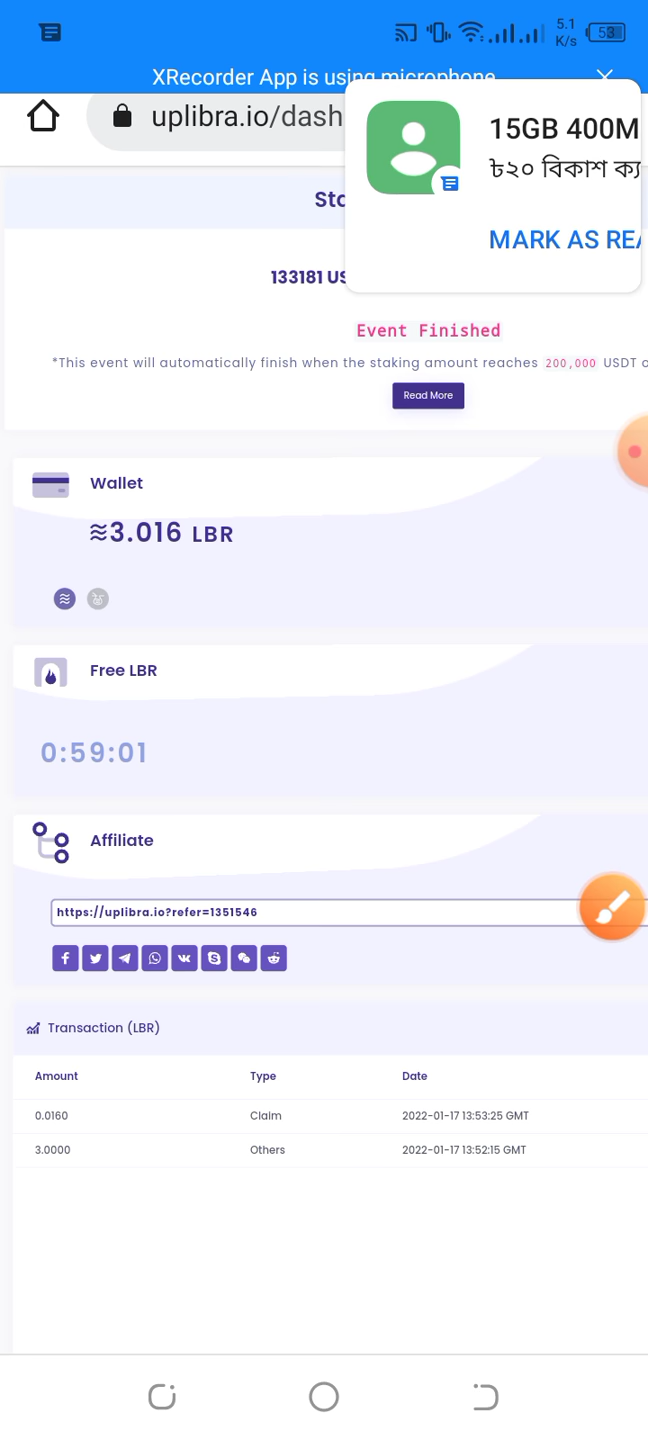 5.1
K/s
53
XRecorder App is using microphone
uplibra.io/dash
15GB 400M
৳২০ বিকাশ
MARK AS REA
133181
Event Finished
*This event will automatically finish when the staking amount reaches 200,000 USDT
Read More
Wallet
≋3.016 LBR
Free LBR
0:59:01
Affiliate
https://uplibra.io?refer=1351546
Transaction (LBR)
Amount Type Date
0.0160 Claim 2022-01-17 13:53:25 GMT
3.0000 Others 2022-01-17 13:52:15 GMT